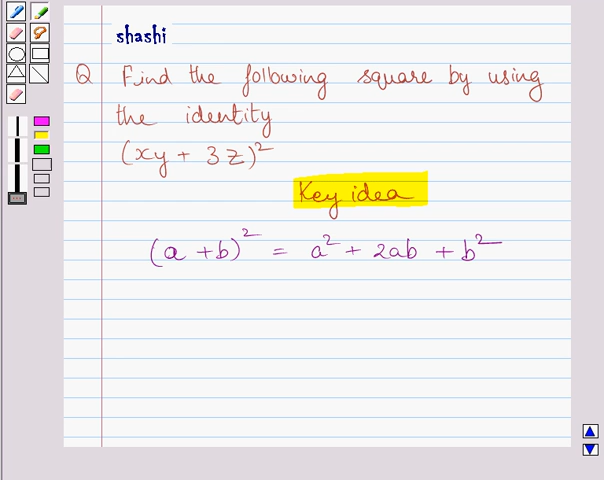 shashi
Q Find the following square by using
the identity
(xy + 3z)²
Key idea
(a + b)² = a² + 2ab + b²